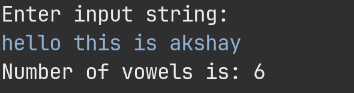 Enter input string:
hello this is akshay
Number of vowels is: 6